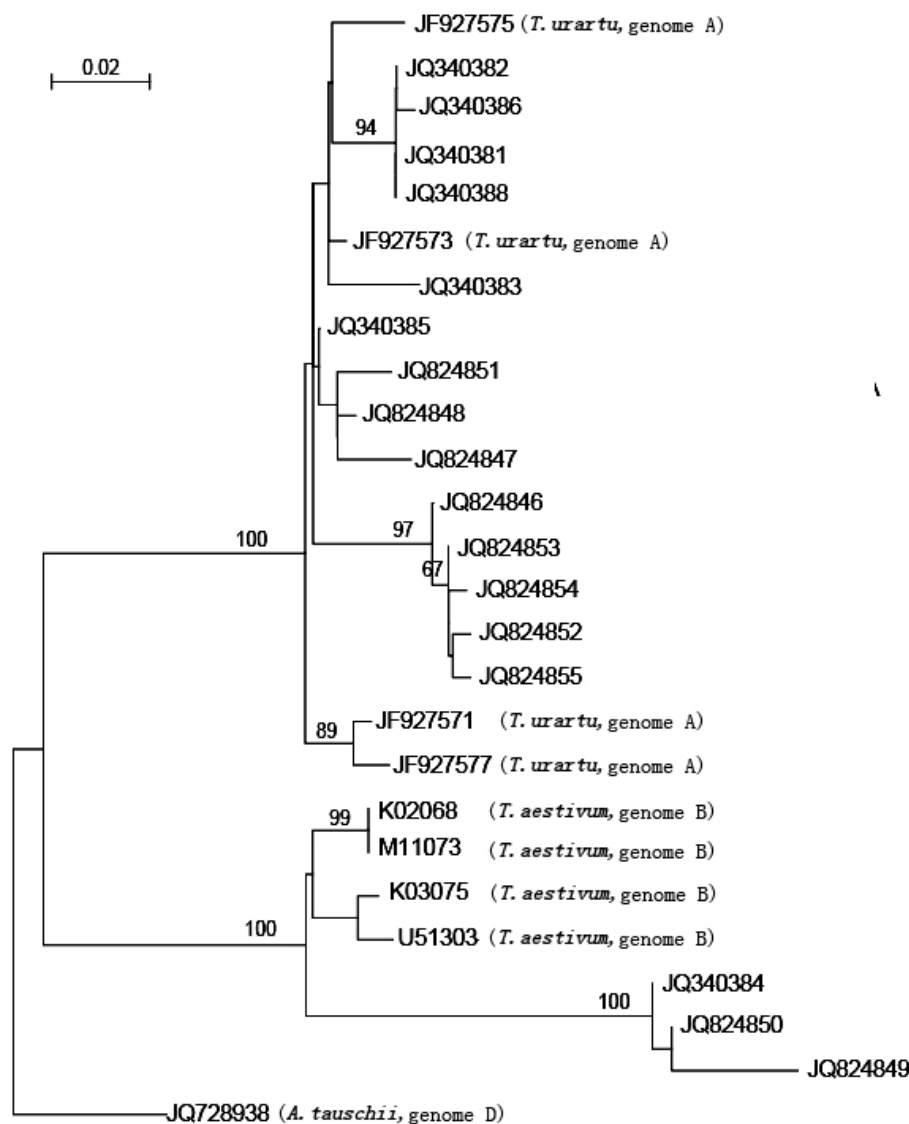 JF927575 (T. urartu, genome A)
0.02
JQ340382
JQ340386
94
JQ340381
JQ340388
JF927573 (T. urartu, genome A)
JQ340383
JQ340385
JQ824851
JQ824848
JQ824847
JQ824846
97
100
JQ824853
67
JQ824854
JQ824852
JQ824855
JF927571 (T. urartu, genome A)
89
JF927577 (T. urartu, genome A)
K02068 (T. aestivum, genome B)
99
M11073 (T. aestivum, genome B)
K03075 (T. aestivum, genome B)
100
U51303 (T. aestivum, genome B)
JQ340384
100
JQ824850
JQ824849
JQ728938 (A. tauschii, genome D)